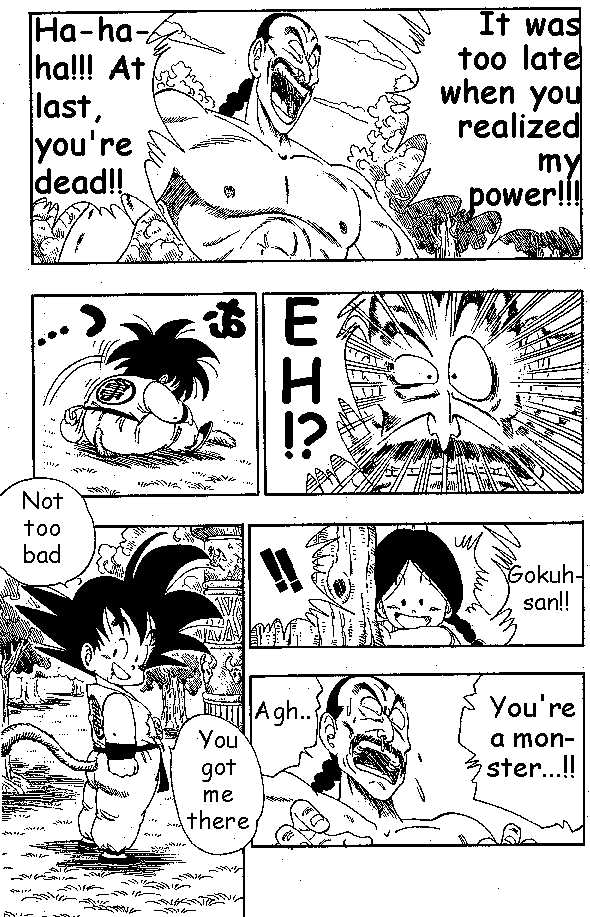 It was
too late
when you
realized
my
power!!!
Ha-ha-
ha!!! At
last,
you're
dead!!
E
H
!?
Gokuh-
san!!
!!
You're
a mon-
ster...!!
Agh..
Not
too
bad
You
got
me
there